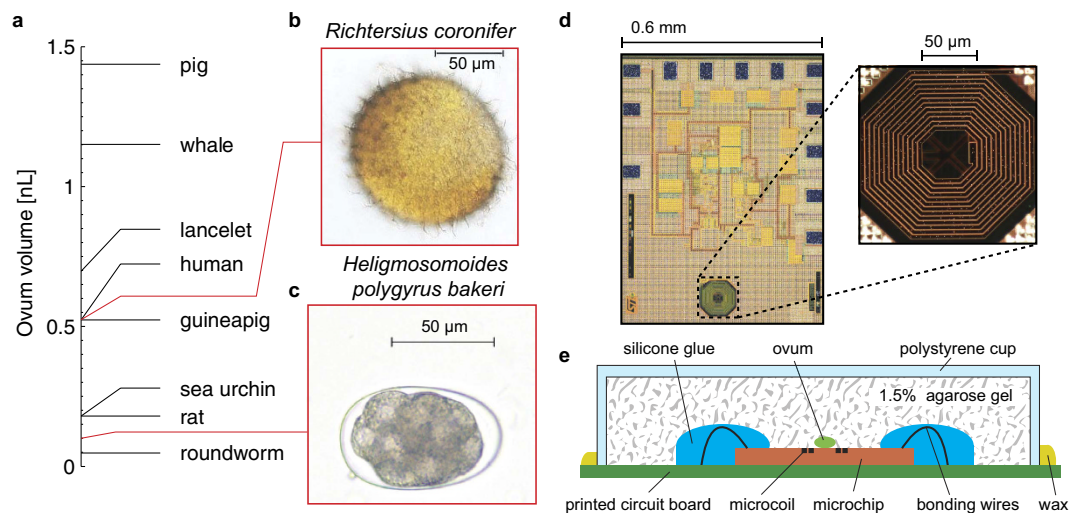 a
1.5
1
0.5
0
Ovum volume [nL]
pig
whale
lancelet
human
guineapig
sea urchin
rat
roundworm
b
Richtersius coronifer
50 μm
Heligmosomoides
polygyrus bakeri
c
50 μm
d
0.6 mm
50 μm
e
silicone glue
ovum
polystyrene cup
1.5% agarose gel
printed circuit board
microcoil
microchip
bonding wires
wax